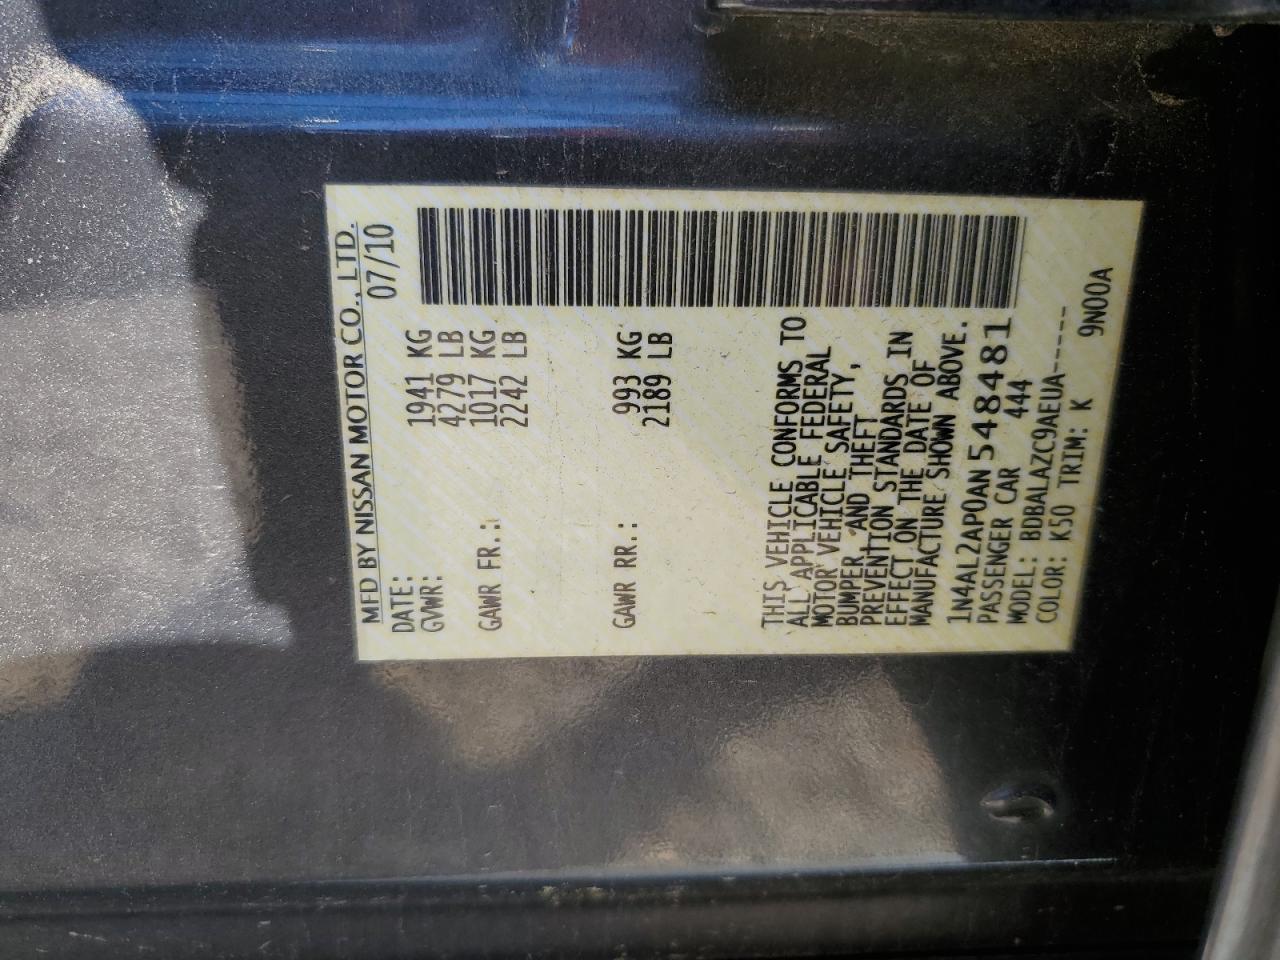 MFD BY NISSAN MOTOR CO., LTD.
DATE: 07/10
GVWR: 1941 KG
4279 LB
GAWR FR.: 1017 KG
2242 LB
GAWR RR.: 993 KG
2189 LB
THIS VEHICLE CONFORMS TO
ALL APPLICABLE FEDERAL
MOTOR VEHICLE SAFETY,
BUMPER AND THEFT
PREVENTION STANDARDS IN
EFFECT ON THE DATE OF
MANUFACTURE SHOWN ABOVE.
1N4AL2AP0AN548481
PASSENGER CAR 444
MODEL: BDBALAZC9AEUA-----
COLOR: K50 TRIM: K 9N00A